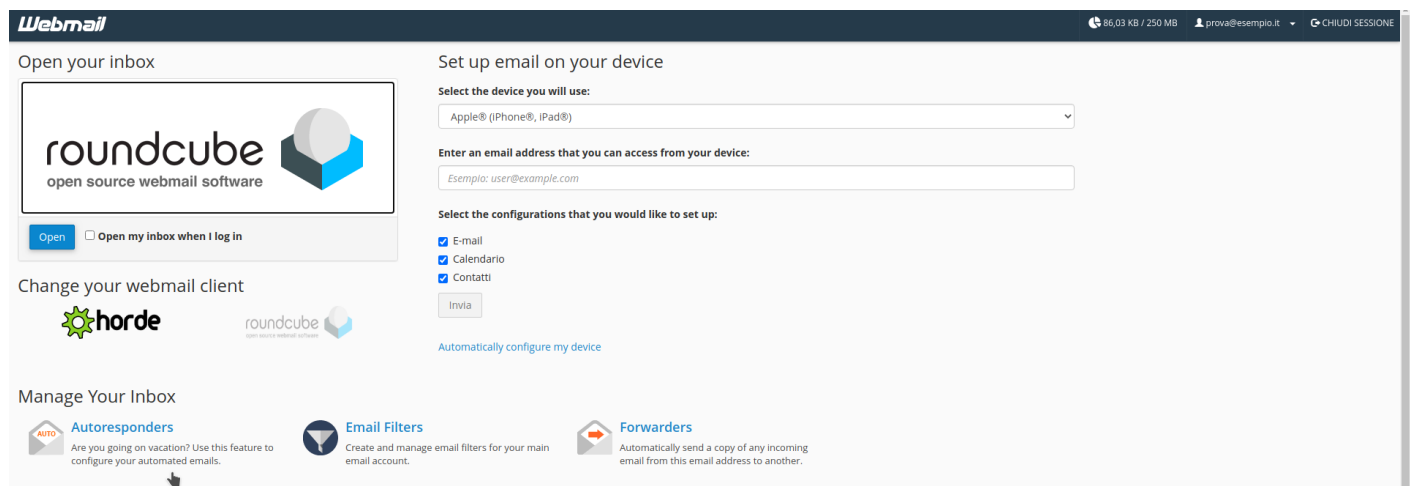 Webmail
86,03 KB / 250 MB
prova@esempio.it
CHIUDI SESSIONE
Open your inbox
roundcube
open source webmail software
Open
Open my inbox when I log in
Change your webmail client
horde
roundcube
open source webmail software
Set up email on your device
Select the device you will use:
Apple® (iPhone®, iPad®)
Enter an email address that you can access from your device:
Esempio: user@example.com
Select the configurations that you would like to set up:
E-mail
Calendario
Contatti
Invia
Automatically configure my device
Manage Your Inbox
AUTO
Autoresponders
Are you going on vacation? Use this feature to
configure your automated emails.
Email Filters
Create and manage email filters for your main
email account.
Forwarders
Automatically send a copy of any incoming
email from this email address to another.